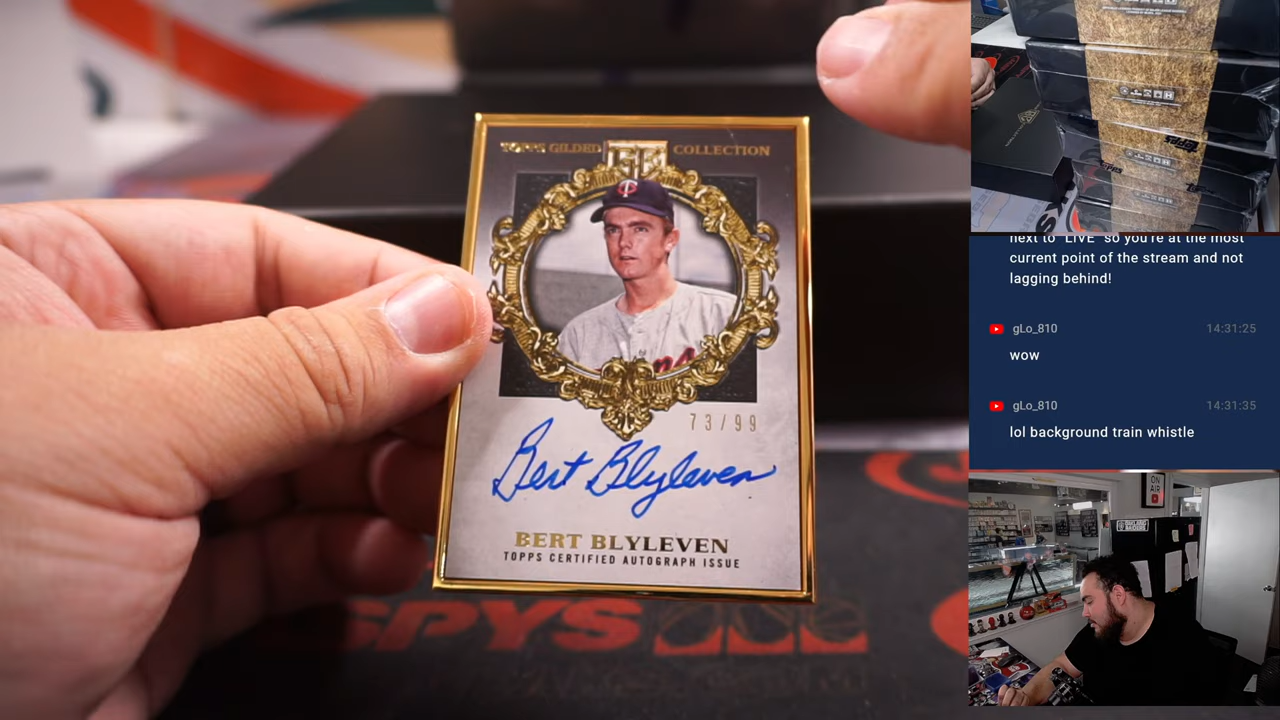 TOPPS GILDED COLLECTION
73/99
Bert Blyleven
BERT BLYLEVEN
TOPPS CERTIFIED AUTOGRAPH ISSUE
SPYS
next to "LIVE" so you're at the most
current point of the stream and not
lagging behind!
gLo_810 14:31:25
wow
gLo_810 14:31:35
lol background train whistle
ON
AIR